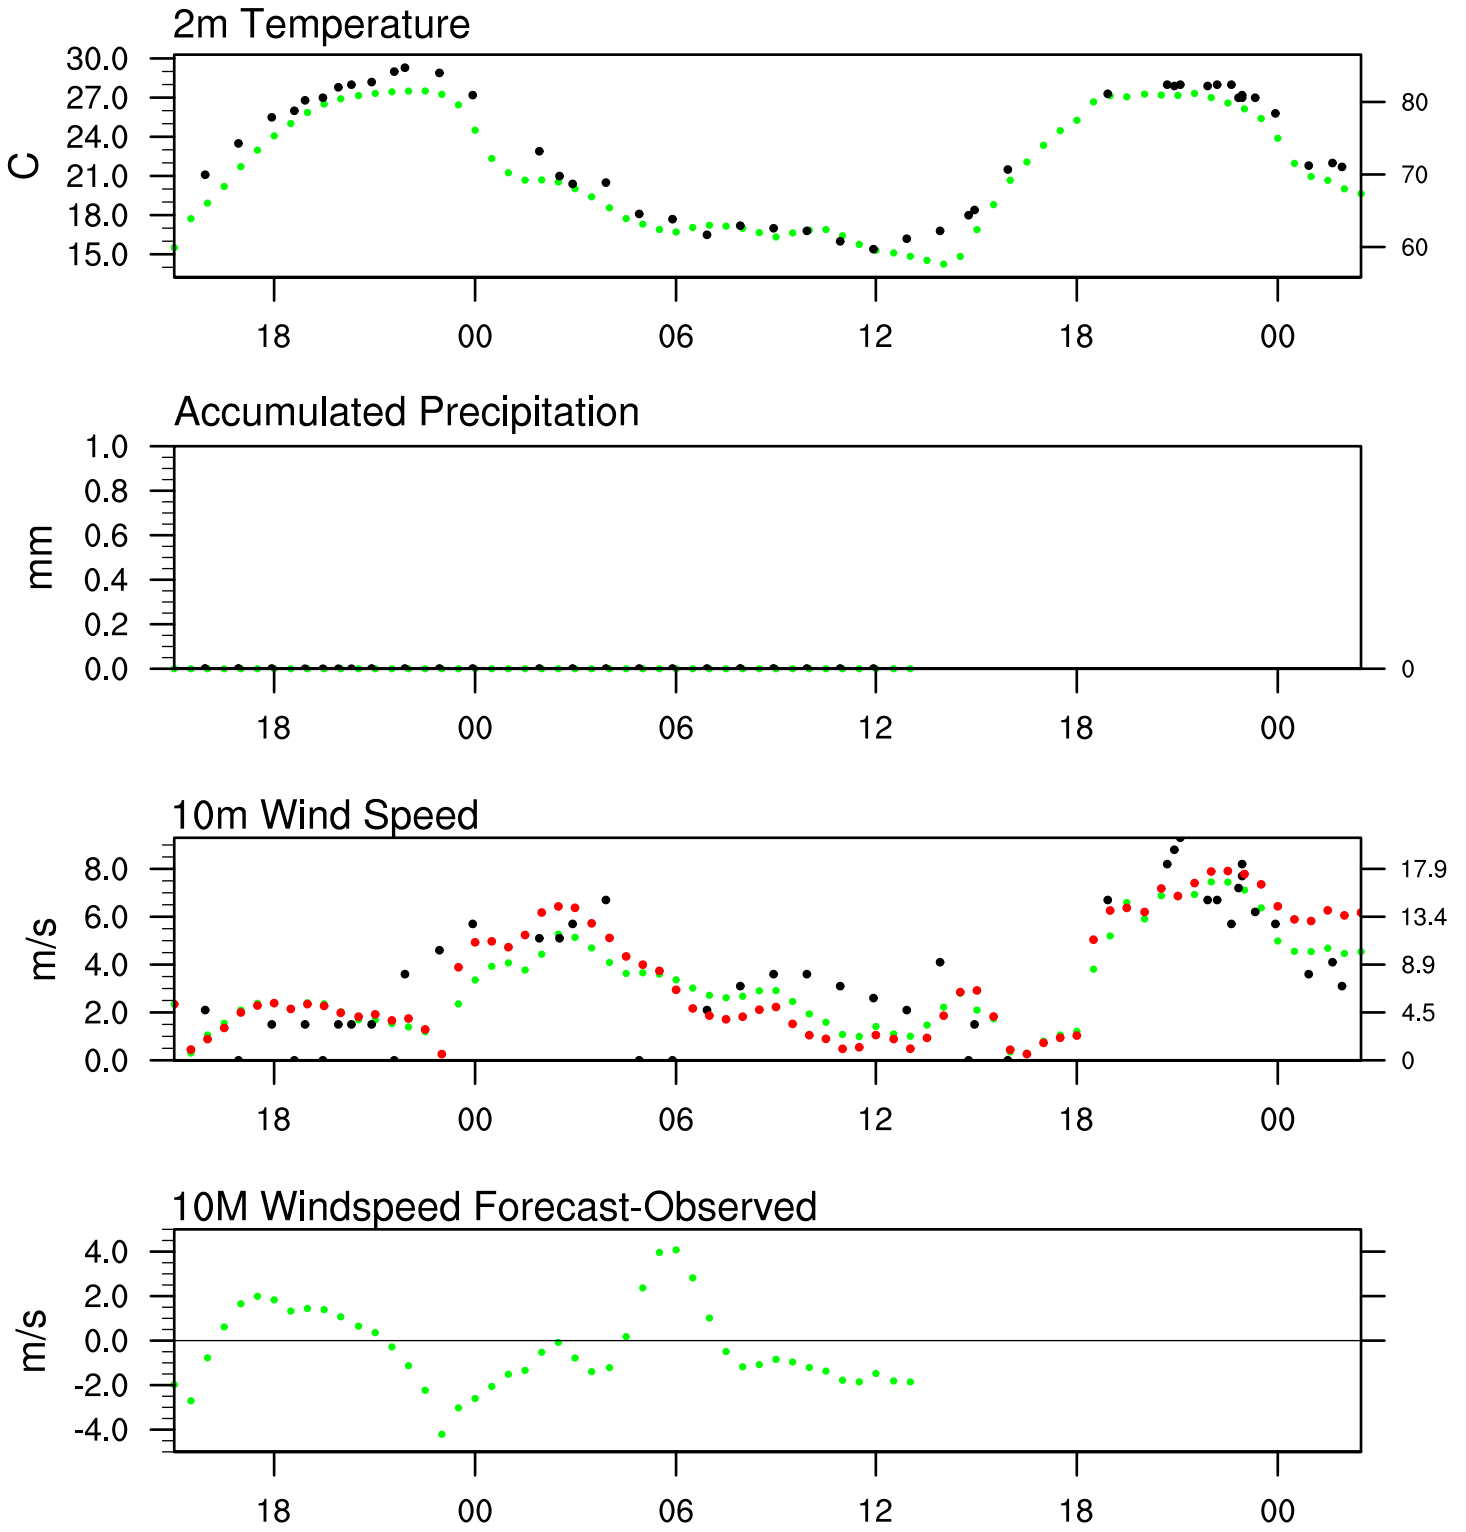 2m Temperature
C
30.0
27.0
24.0
21.0
18.0
15.0
80
70
60
18 00 06 12 18 00
Accumulated Precipitation
mm
1.0
0.8
0.6
0.4
0.2
0.0
0
18 00 06 12 18 00
10m Wind Speed
m/s
8.0
6.0
4.0
2.0
0.0
17.9
13.4
8.9
4.5
0
18 00 06 12 18 00
10M Windspeed Forecast-Observed
m/s
4.0
2.0
0.0
-2.0
-4.0
18 00 06 12 18 00